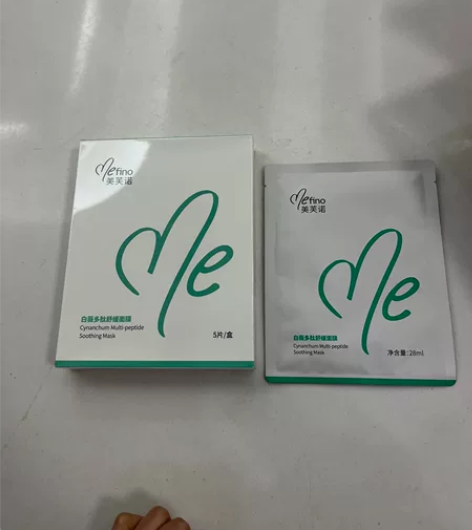 Mefino
美芙诺
Me
白薇多肽舒缓面膜
Cynanchum Multi-peptide
Soothing Mask
5片/盒
Mefino
美芙诺
Me
白薇多肽舒缓面膜
Cynanchum Multi-peptide
Soothing Mask
净含量:28ml